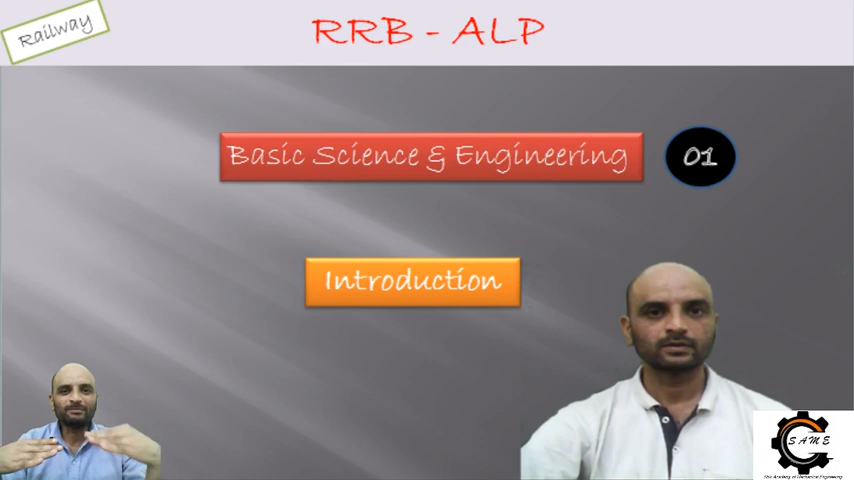 Railway
RRB - ALP
Basic Science & Engineering
01
Introduction
SAME